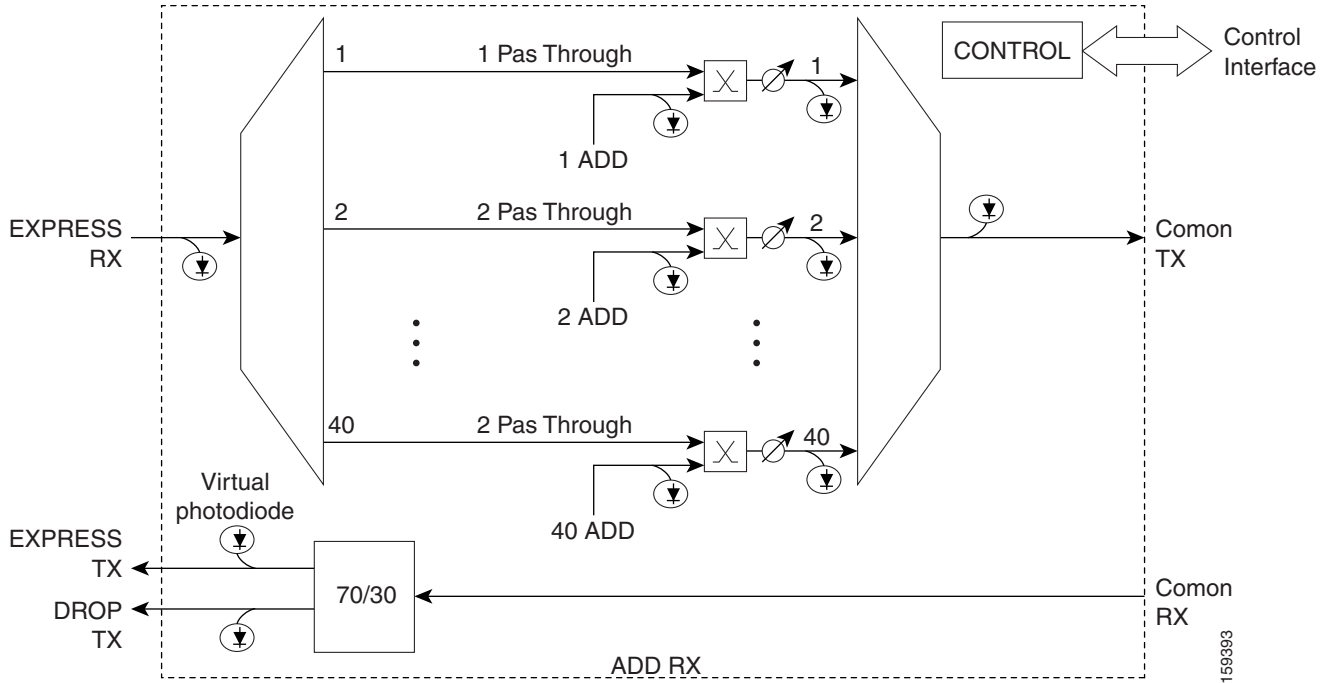 1
1 Pas Through
1
CONTROL
Control
Interface
1 ADD
EXPRESS
RX
2
2 Pas Through
2
Comon
TX
2 ADD
40
2 Pas Through
40
40 ADD
Virtual
photodiode
EXPRESS
TX
70/30
DROP
TX
Comon
RX
ADD RX
159393